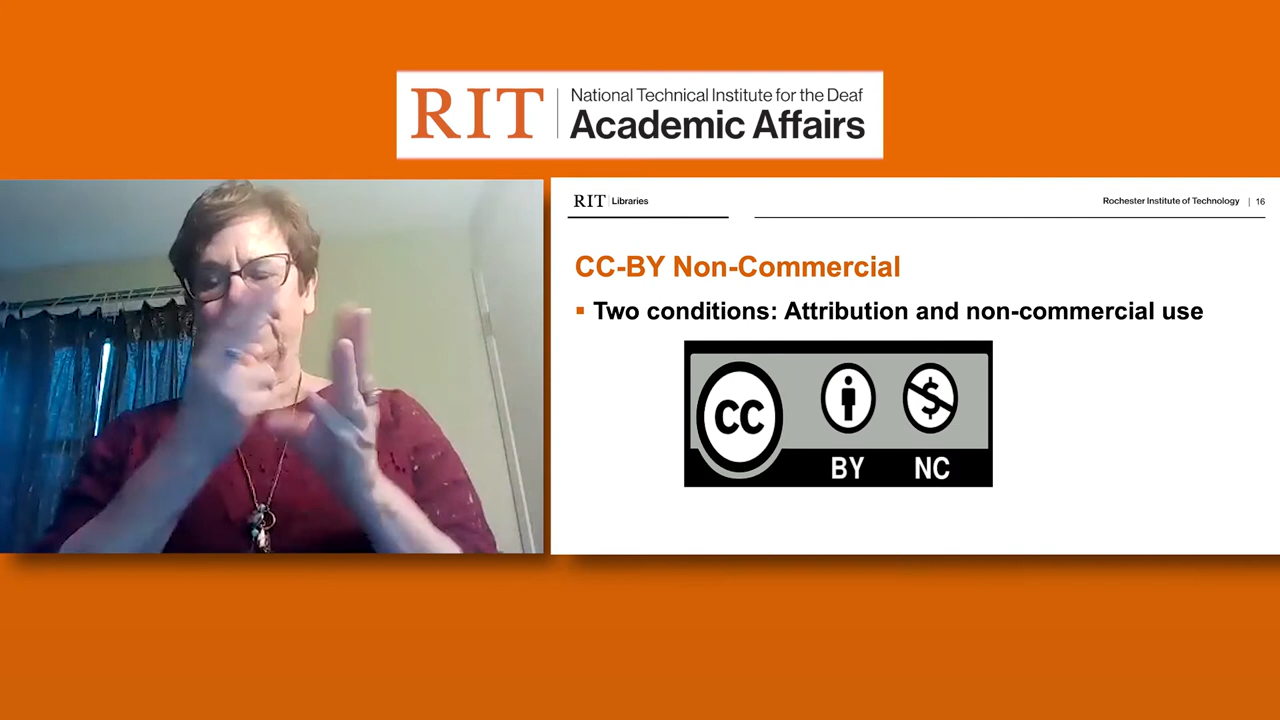 RIT | National Technical Institute for the Deaf
Academic Affairs
RIT | Libraries
Rochester Institute of Technology | 16
CC-BY Non-Commercial
▪ Two conditions: Attribution and non-commercial use
CC
BY NC